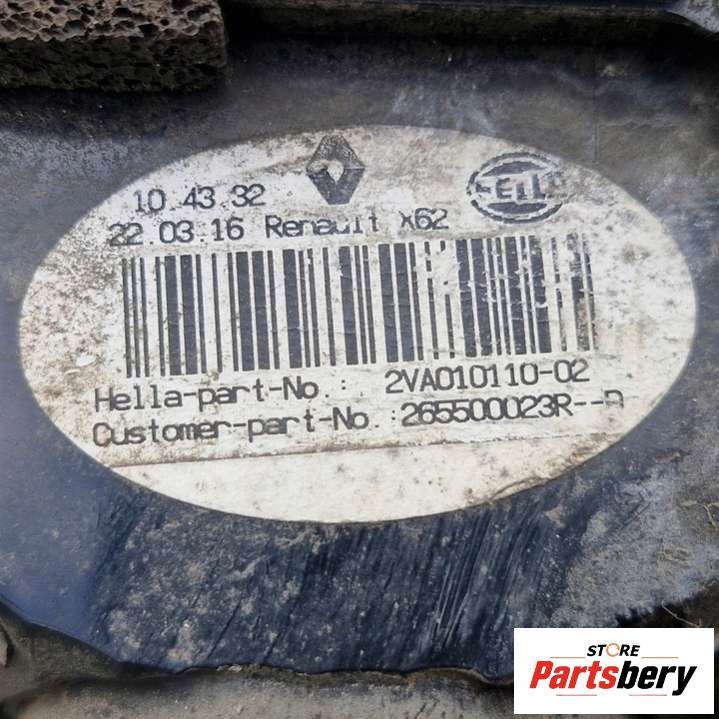 10.43.32
22.03.16 Renault X62
HELLA
Hella-part-No.: 2VA010110-02
Customer-part-No.:265500023R--
STORE
Partsbery